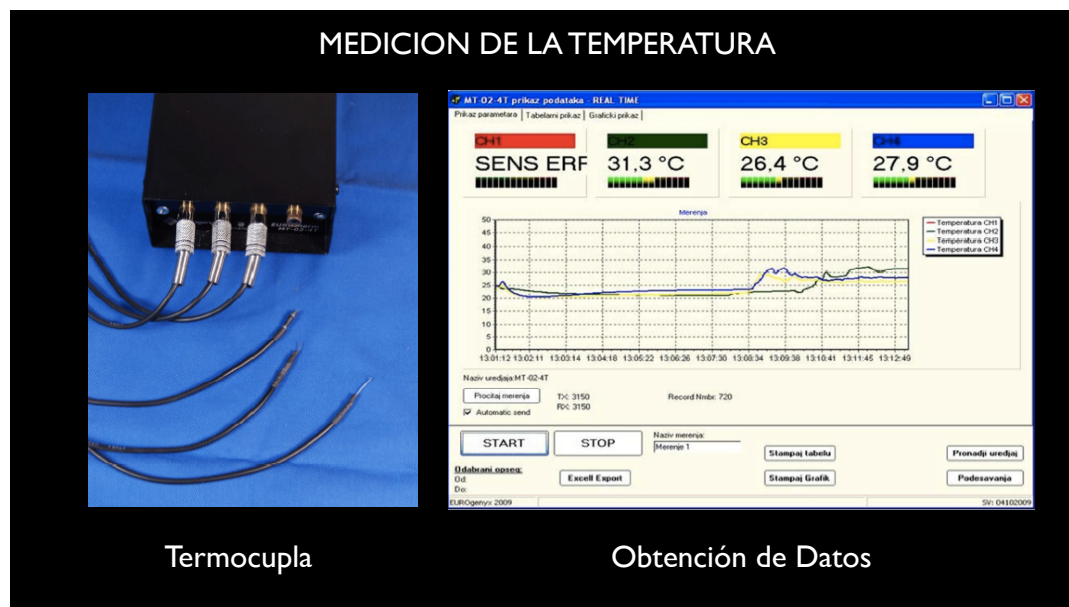 MEDICION DE LA TEMPERATURA
MT-02-4T
MT-02-4T prikaz podataka - REAL TIME
Prikaz parametara Tabelarni prikaz Graficki prikaz
CH1 CH2 CH3 CH4
SENS ERF 31,3 °C 26,4 °C 27,9 °C
Merenja
50
45
40
35
30
25
20
15
10
5
0
13:01:12 13:02:11 13:03:14 13:04:18 13:05:22 13:06:26 13:07:30 13:08:34 13:09:38 13:10:41 13:11:45 13:12:49
Temperatura CH1
Temperatura CH2
Temperatura CH3
Temperatura CH4
Naziv uredjaja:MT-02-4T
Procitaj merenja TX: 3150 Record Nmbr: 720
Automatic send RX: 3150
START STOP Naziv merenja:
Merenje 1
Stampaj tabelu Pronadji uredjaj
Odabrani opseg:
Od:
Do:
Excell Export Stampaj Grafik Podesavanja
EUROgenyx 2009 SV: 04102009
Termocupla Obtención de Datos